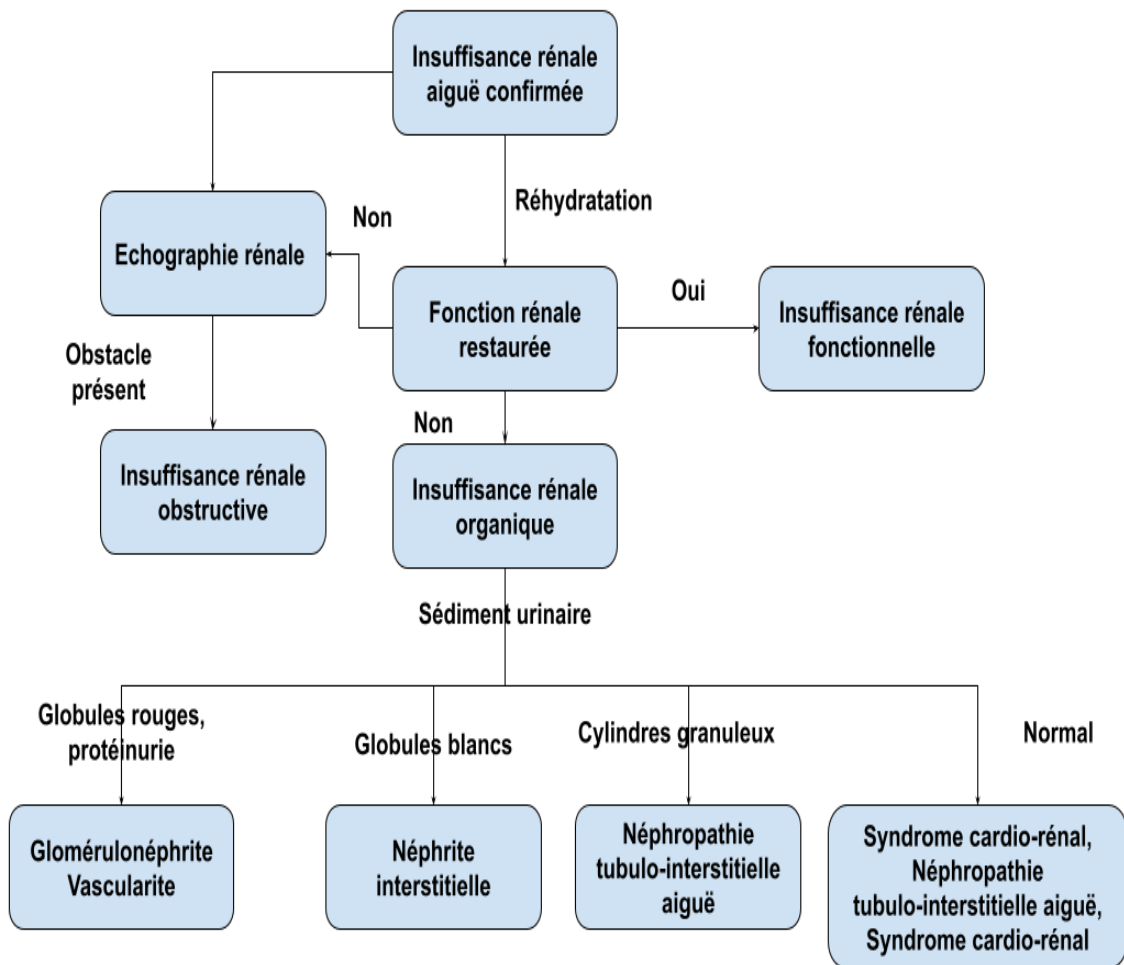 Insuffisance rénale
aiguë confirmée
Réhydratation
Non
Echographie rénale
Oui
Fonction rénale
restaurée
Insuffisance rénale
fonctionnelle
Obstacle
présent
Non
Insuffisance rénale
obstructive
Insuffisance rénale
organique
Sédiment urinaire
Globules rouges,
protéinurie
Globules blancs
Cylindres granuleux
Normal
Glomérulonéphrite
Vascularite
Néphrite
interstitielle
Néphropathie
tubulo-interstitielle
aiguë
Syndrome cardio-rénal,
Néphropathie
tubulo-interstitielle aiguë,
Syndrome cardio-rénal